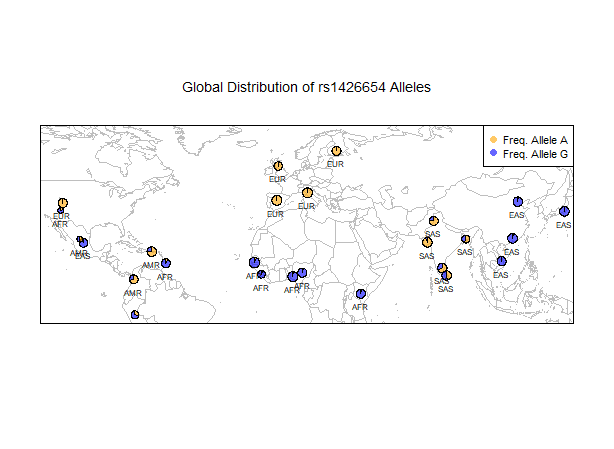 Global Distribution of rs1426654 Alleles
Freq. Allele A
Freq. Allele G
EUR
EUR
EUR
EUR
EUR
AFR
AMR
EAS
AMR
AFR
AMR
AFR
AFR
AFR
AFR
AFR
SAS
SAS
SAS
SAS
SAS
EAS
EAS
EAS
EAS